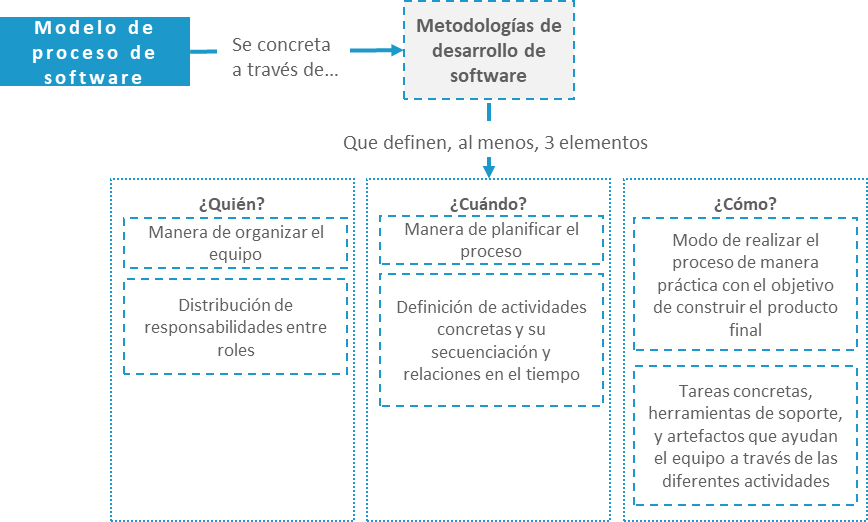 Modelo de
proceso de
software
Se concreta
a través de...
Metodologías de
desarrollo de
software
Que definen, al menos, 3 elementos
¿Quién?
Manera de organizar el
equipo
Distribución de
responsabilidades entre
roles
¿Cuándo?
Manera de planificar el
proceso
Definición de actividades
concretas y su
secuenciación y
relaciones en el tiempo
¿Cómo?
Modo de realizar el
proceso de manera
práctica con el objetivo
de construir el producto
final
Tareas concretas,
herramientas de soporte,
y artefactos que ayudan
el equipo a través de las
diferentes actividades